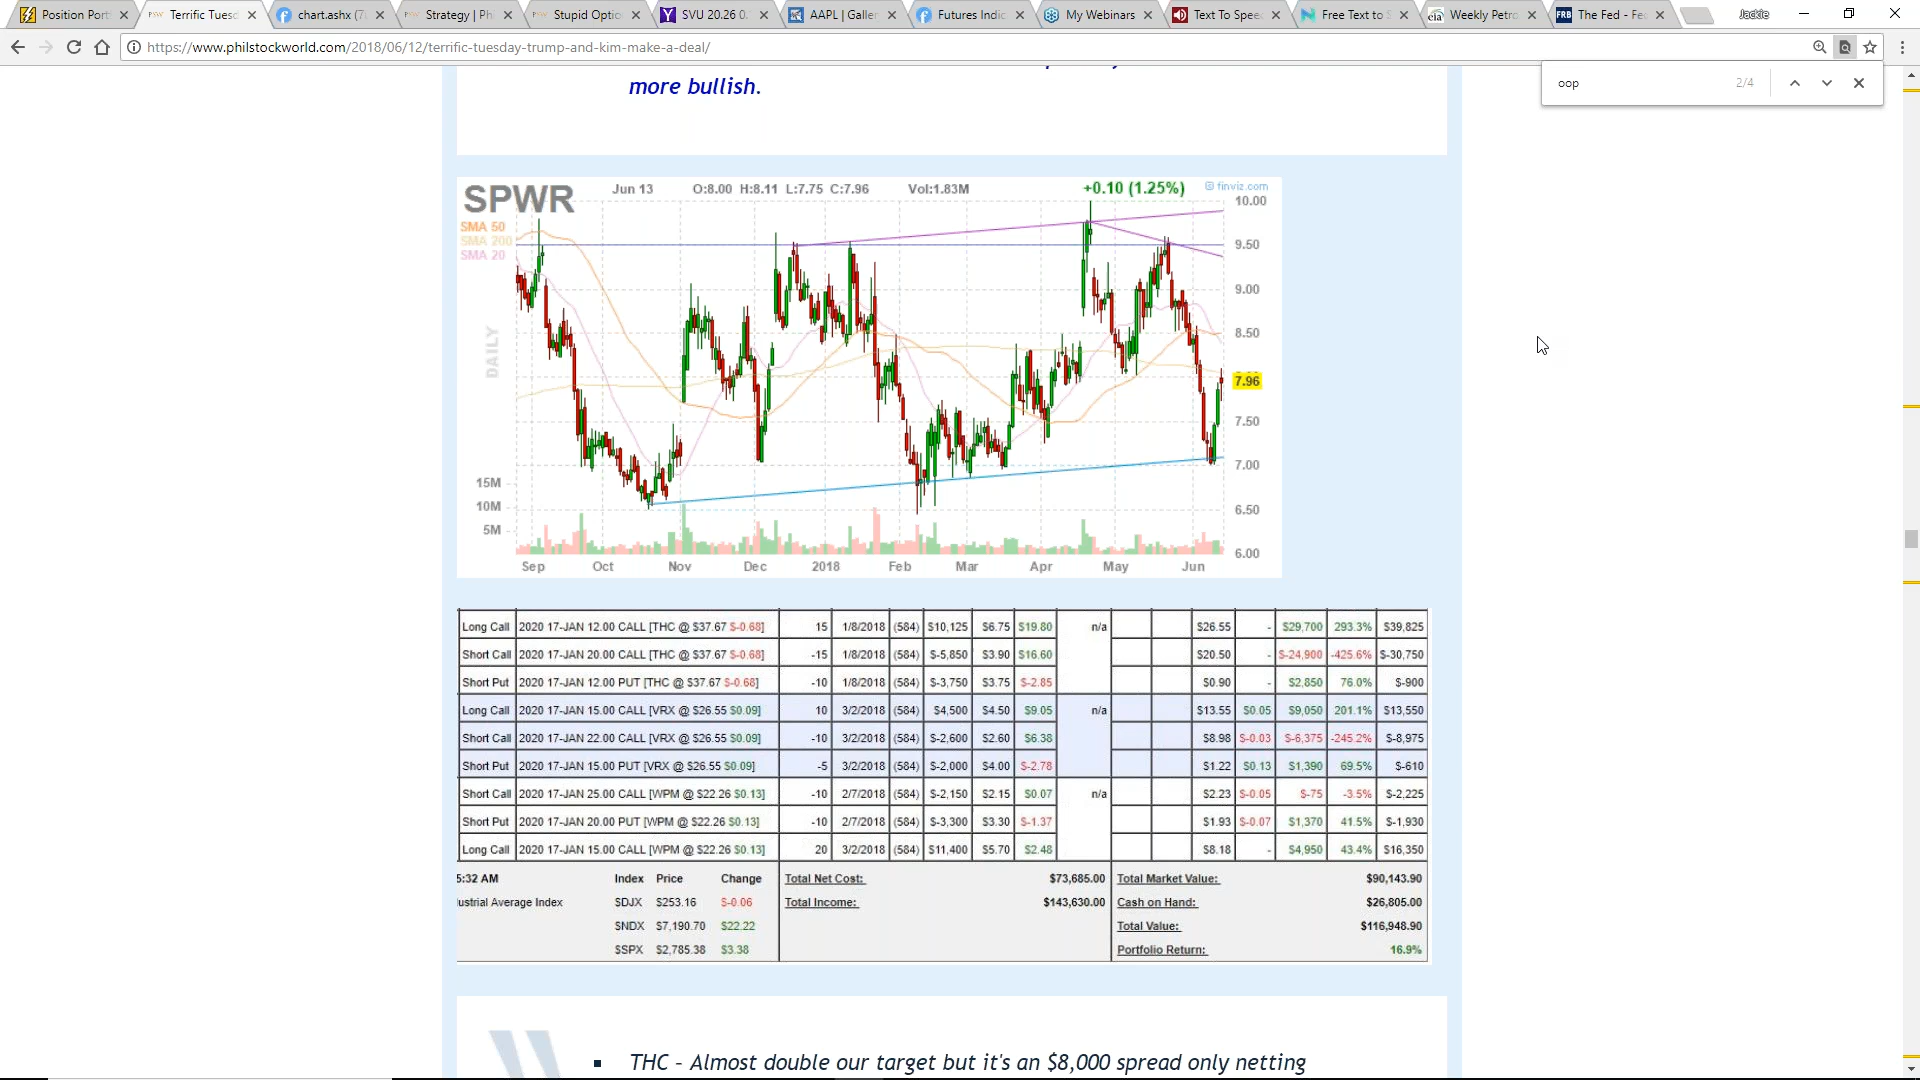 Position Port
Terrific Tuesd
chart.ashx (7
Strategy | Ph
Stupid Optio
SVU 20.26 0.
AAPL | Galler
Futures Indic
My Webinars
Text To Spee
Free Text to S
Weekly Petro
The Fed - Fe
Jackie
https://www.philstockworld.com/2018/06/12/terrific-tuesday-trump-and-kim-make-a-deal/
oop 2/4
more bullish.
SPWR Jun 13 O:8.00 H:8.11 L:7.75 C:7.96 Vol:1.83M +0.10 (1.25%) © finviz.com
SMA 50
SMA 200
SMA 20
DAILY
10.00
9.50
9.00
8.50
7.96
7.50
7.00
6.50
6.00
15M
10M
5M
Sep Oct Nov Dec 2018 Feb Mar Apr May Jun
Long Call 2020 17-JAN 12.00 CALL [THC @ $37.67 $-0.68] 15 1/8/2018 (584) $10,125 $6.75 $19.80 n/a $26.55 - $29,700 293.3% $39,825
Short Call 2020 17-JAN 20.00 CALL [THC @ $37.67 $-0.68] -15 1/8/2018 (584) $-5,850 $3.90 $16.60 $20.50 - $-24,900 -425.6% $-30,750
Short Put 2020 17-JAN 12.00 PUT [THC @ $37.67 $-0.68] -10 1/8/2018 (584) $-3,750 $3.75 $-2.85 $0.90 - $2,850 76.0% $-900
Long Call 2020 17-JAN 15.00 CALL [VRX @ $26.55 $0.09] 10 3/2/2018 (584) $4,500 $4.50 $9.05 n/a $13.55 $0.05 $9,050 201.1% $13,550
Short Call 2020 17-JAN 22.00 CALL [VRX @ $26.55 $0.09] -10 3/2/2018 (584) $-2,600 $2.60 $6.38 $8.98 $-0.03 $-6,375 -245.2% $-8,975
Short Put 2020 17-JAN 15.00 PUT [VRX @ $26.55 $0.09] -5 3/2/2018 (584) $-2,000 $4.00 $-2.78 $1.22 $0.13 $1,390 69.5% $-610
Short Call 2020 17-JAN 25.00 CALL [WPM @ $22.26 $0.13] -10 2/7/2018 (584) $-2,150 $2.15 $0.07 n/a $2.23 $-0.05 $-75 -3.5% $-2,225
Short Put 2020 17-JAN 20.00 PUT [WPM @ $22.26 $0.13] -10 2/7/2018 (584) $-3,300 $3.30 $-1.37 $1.93 $-0.07 $1,370 41.5% $-1,930
Long Call 2020 17-JAN 15.00 CALL [WPM @ $22.26 $0.13] 20 3/2/2018 (584) $11,400 $5.70 $2.48 $8.18 - $4,950 43.4% $16,350
5:32 AM Index Price Change Total Net Cost: $73,685.00 Total Market Value: $90,143.90
ustrial Average Index $DJX $253.16 $-0.06 Total Income: $143,630.00 Cash on Hand: $26,805.00
$NDX $7,190.70 $22.22 Total Value: $116,948.90
$SPX $2,785.38 $3.38 Portfolio Return: 16.9%
▪ THC – Almost double our target but it's an $8,000 spread only netting